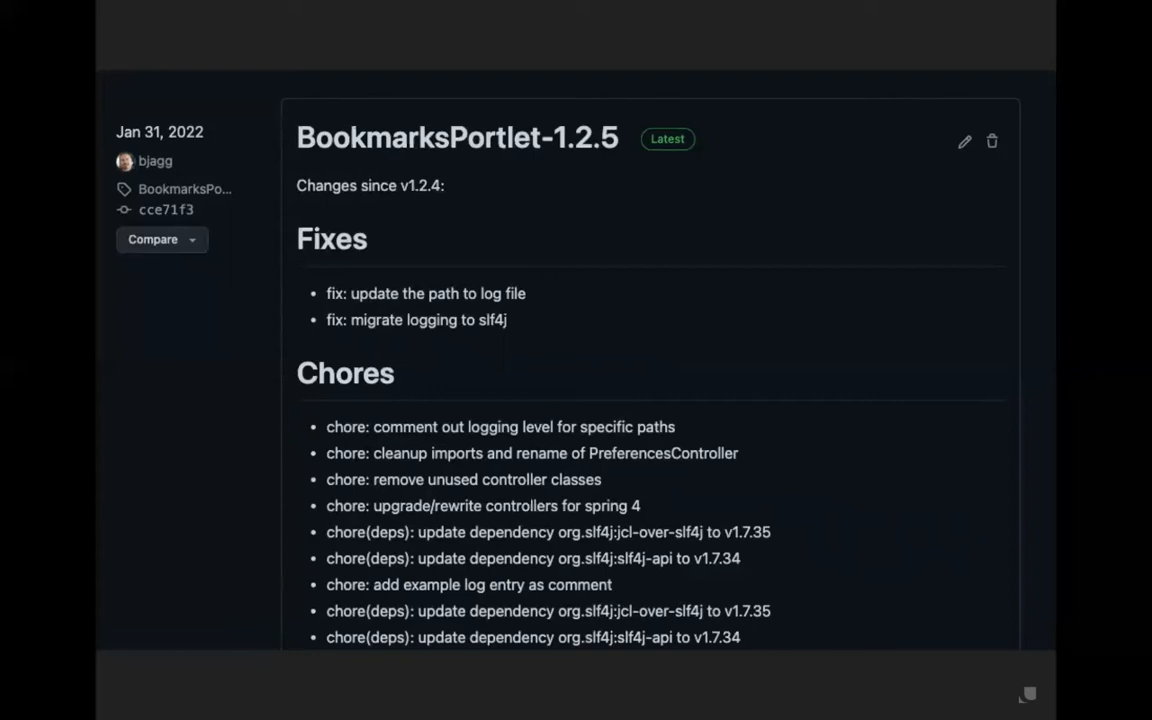 Jan 31, 2022
bjagg
BookmarksPo...
cce71f3
Compare
BookmarksPortlet-1.2.5 Latest
Changes since v1.2.4:
Fixes
• fix: update the path to log file
• fix: migrate logging to slf4j
Chores
• chore: comment out logging level for specific paths
• chore: cleanup imports and rename of PreferencesController
• chore: remove unused controller classes
• chore: upgrade/rewrite controllers for spring 4
• chore(deps): update dependency org.slf4j:jcl-over-slf4j to v1.7.35
• chore(deps): update dependency org.slf4j:slf4j-api to v1.7.34
• chore: add example log entry as comment
• chore(deps): update dependency org.slf4j:jcl-over-slf4j to v1.7.35
• chore(deps): update dependency org.slf4j:slf4j-api to v1.7.34